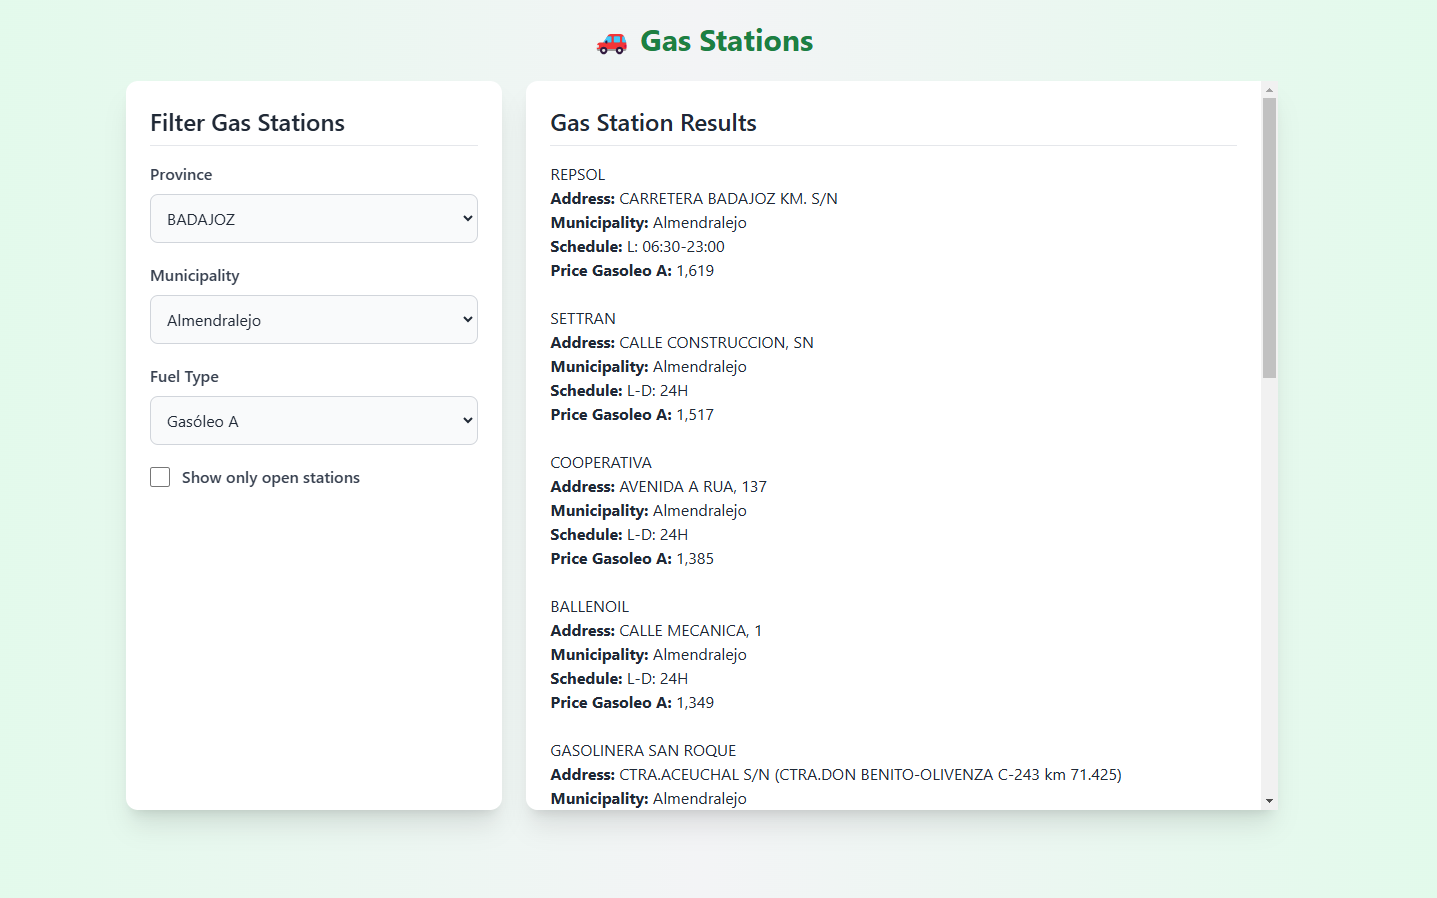 Gas Stations
Filter Gas Stations
Province
BADAJOZ
Municipality
Almendralejo
Fuel Type
Gasóleo A
Show only open stations
Gas Station Results
REPSOL
Address: CARRETERA BADAJOZ KM. S/N
Municipality: Almendralejo
Schedule: L: 06:30-23:00
Price Gasoleo A: 1,619
SETTRAN
Address: CALLE CONSTRUCCION, SN
Municipality: Almendralejo
Schedule: L-D: 24H
Price Gasoleo A: 1,517
COOPERATIVA
Address: AVENIDA A RUA, 137
Municipality: Almendralejo
Schedule: L-D: 24H
Price Gasoleo A: 1,385
BALLENOIL
Address: CALLE MECANICA, 1
Municipality: Almendralejo
Schedule: L-D: 24H
Price Gasoleo A: 1,349
GASOLINERA SAN ROQUE
Address: CTRA.ACEUCHAL S/N (CTRA.DON BENITO-OLIVENZA C-243 km 71.425)
Municipality: Almendralejo